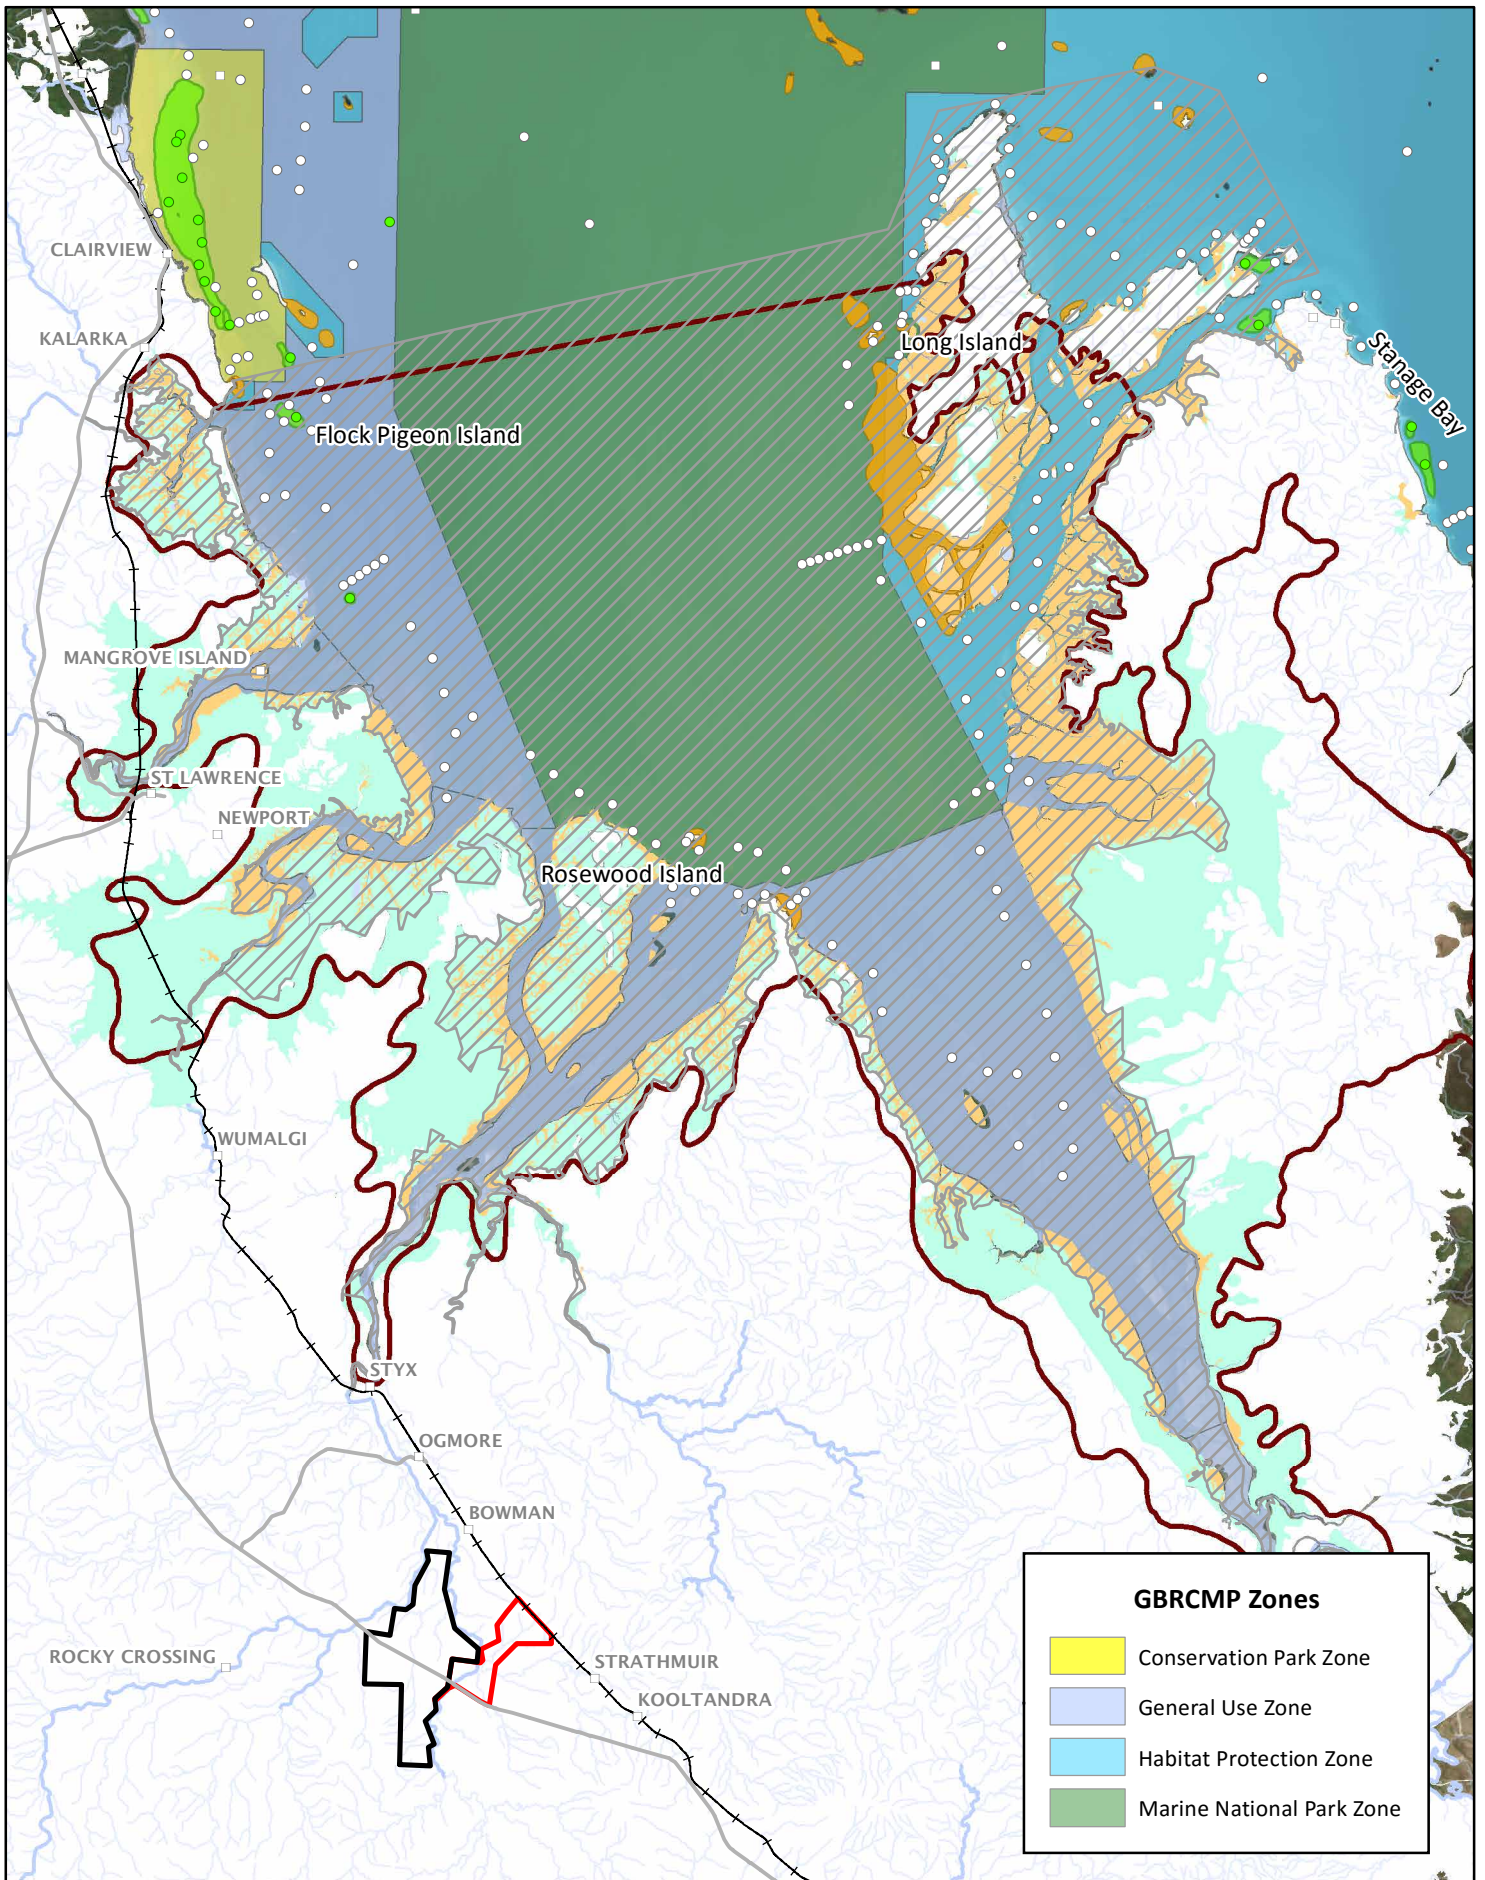 CLAIRVIEW
KALARKA
Long Island
Stanage Bay
Flock Pigeon Island
MANGROVE ISLAND
ST LAWRENCE
NEWPORT
Rosewood Island
WUMALGI
STYX
OGMORE
BOWMAN
ROCKY CROSSING
STRATHMUIR
KOOLTANDRA
GBRCMP Zones
Conservation Park Zone
General Use Zone
Habitat Protection Zone
Marine National Park Zone